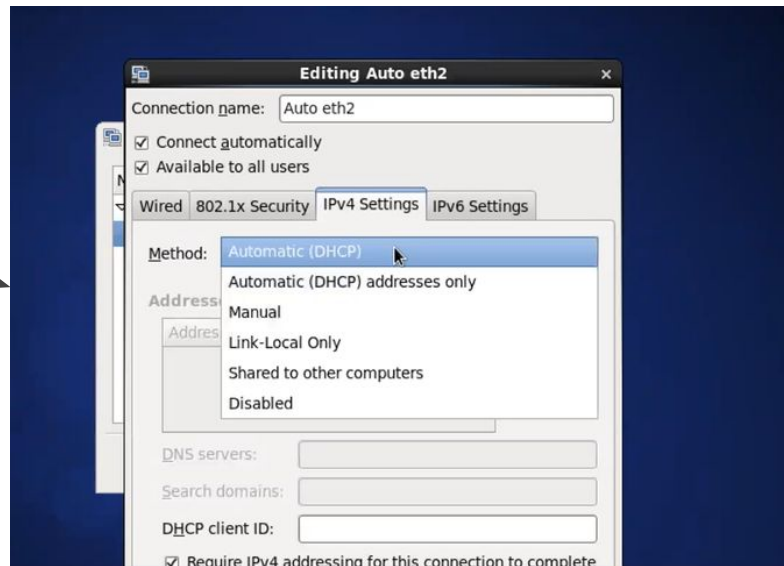 Editing Auto eth2
Connection name: Auto eth2
Connect automatically
Available to all users
Wired 802.1x Security IPv4 Settings IPv6 Settings
Method: Automatic (DHCP)
Automatic (DHCP) addresses only
Manual
Link-Local Only
Shared to other computers
Disabled
DNS servers:
Search domains:
DHCP client ID:
Require IPv4 addressing for this connection to complete